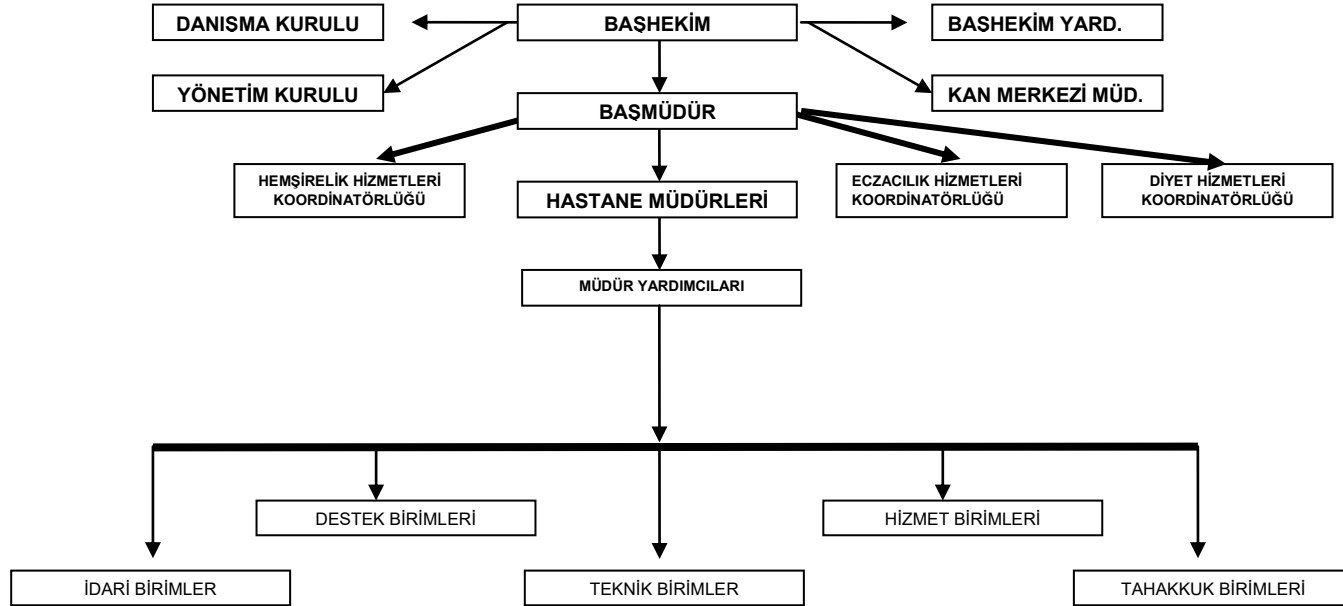 DANIŞMA KURULU
BAŞHEKİM
BAŞHEKİM YARD.
YÖNETİM KURULU
KAN MERKEZİ MÜD.
BAŞMÜDÜR
HEMŞİRELİK HİZMETLERİ
KOORDİNATÖRLÜĞÜ
HASTANE MÜDÜRLERİ
ECZACILIK HİZMETLERİ
KOORDİNATÖRLÜĞÜ
DİYET HİZMETLERİ
KOORDİNATÖRLÜĞÜ
MÜDÜR YARDIMCILARI
DESTEK BİRİMLERİ
HİZMET BİRİMLERİ
İDARİ BİRİMLER
TEKNİK BİRİMLER
TAHAKKUK BİRİMLERİ